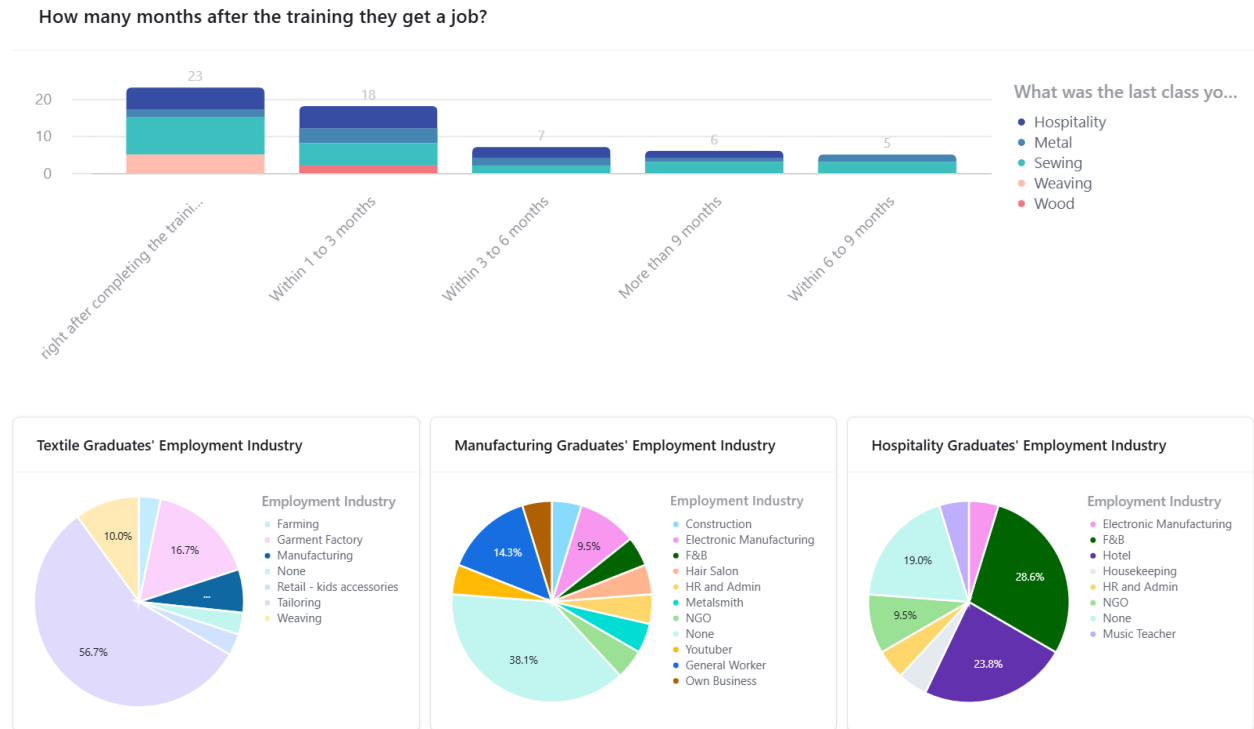 How many months after the training they get a job?
23
18
7
6
5
20
10
0
right after completing the traini...
Within 1 to 3 months
Within 3 to 6 months
More than 9 months
Within 6 to 9 months
What was the last class yo...
Hospitality
Metal
Sewing
Weaving
Wood
Textile Graduates' Employment Industry
10.0%
16.7%
...
56.7%
Employment Industry
Farming
Garment Factory
Manufacturing
None
Retail - kids accessories
Tailoring
Weaving
Manufacturing Graduates' Employment Industry
14.3%
9.5%
38.1%
Employment Industry
Construction
Electronic Manufacturing
F&B
Hair Salon
HR and Admin
Metalsmith
NGO
None
Youtuber
General Worker
Own Business
Hospitality Graduates' Employment Industry
19.0%
28.6%
9.5%
23.8%
Employment Industry
Electronic Manufacturing
F&B
Hotel
Housekeeping
HR and Admin
NGO
None
Music Teacher